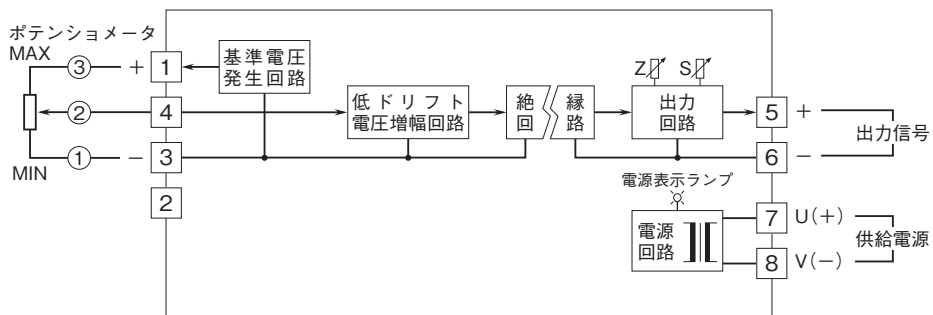 ポテンショメータ
MAX
③
+
1
基準電圧
発生回路
Z
S
②
4
低ドリフト
電圧増幅回路
絶
回
縁
路
出力
回路
5
+
出力信号
①
−
3
6
−
MIN
2
電源表示ランプ
電源
回路
7
U(+)
供給電源
8
V(−)